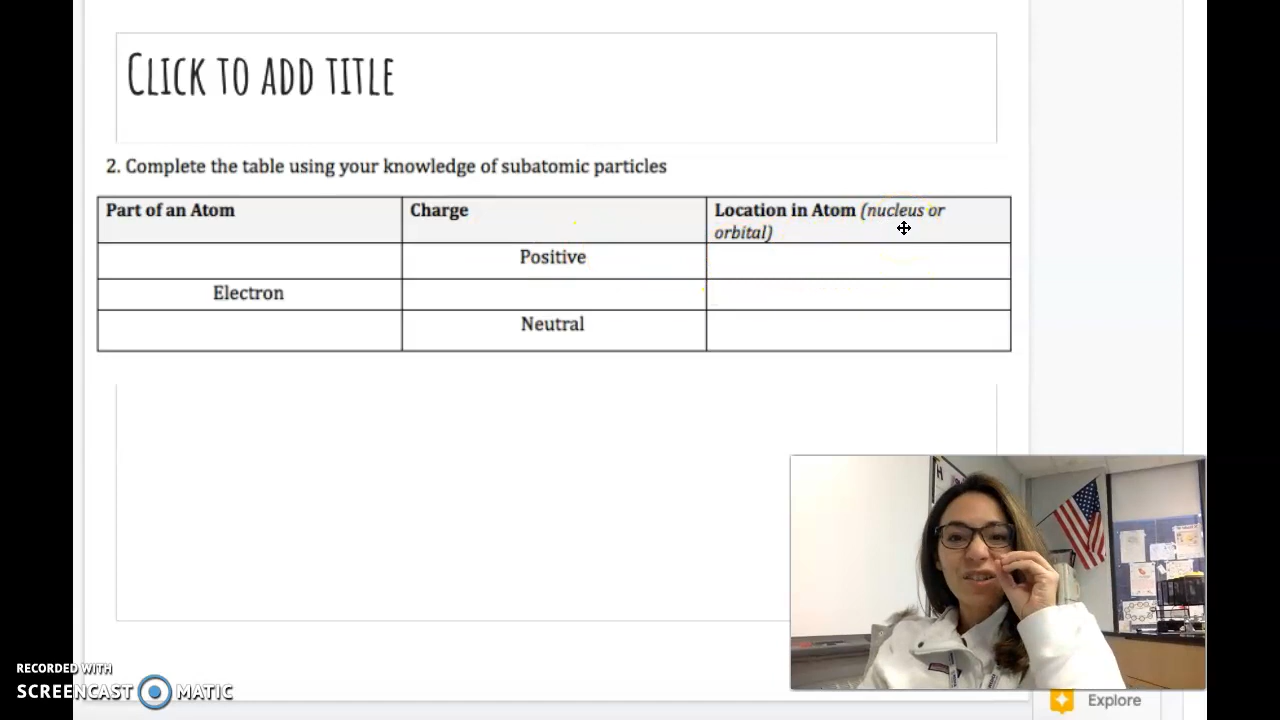 CLICK TO ADD TITLE
2. Complete the table using your knowledge of subatomic particles
Part of an Atom Charge Location in Atom (nucleus or
orbital)
Positive
Electron
Neutral
H
RECORDED WITH
SCREENCAST MATIC
Explore